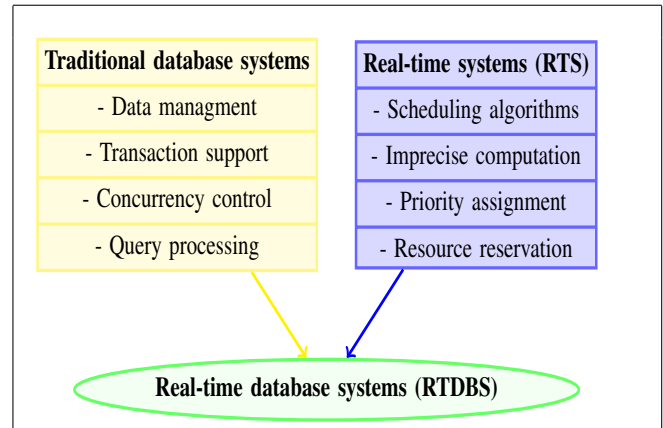 Traditional database systems
- Data managment
- Transaction support
- Concurrency control
- Query processing
Real-time systems (RTS)
- Scheduling algorithms
- Imprecise computation
- Priority assignment
- Resource reservation
Real-time database systems (RTDBS)